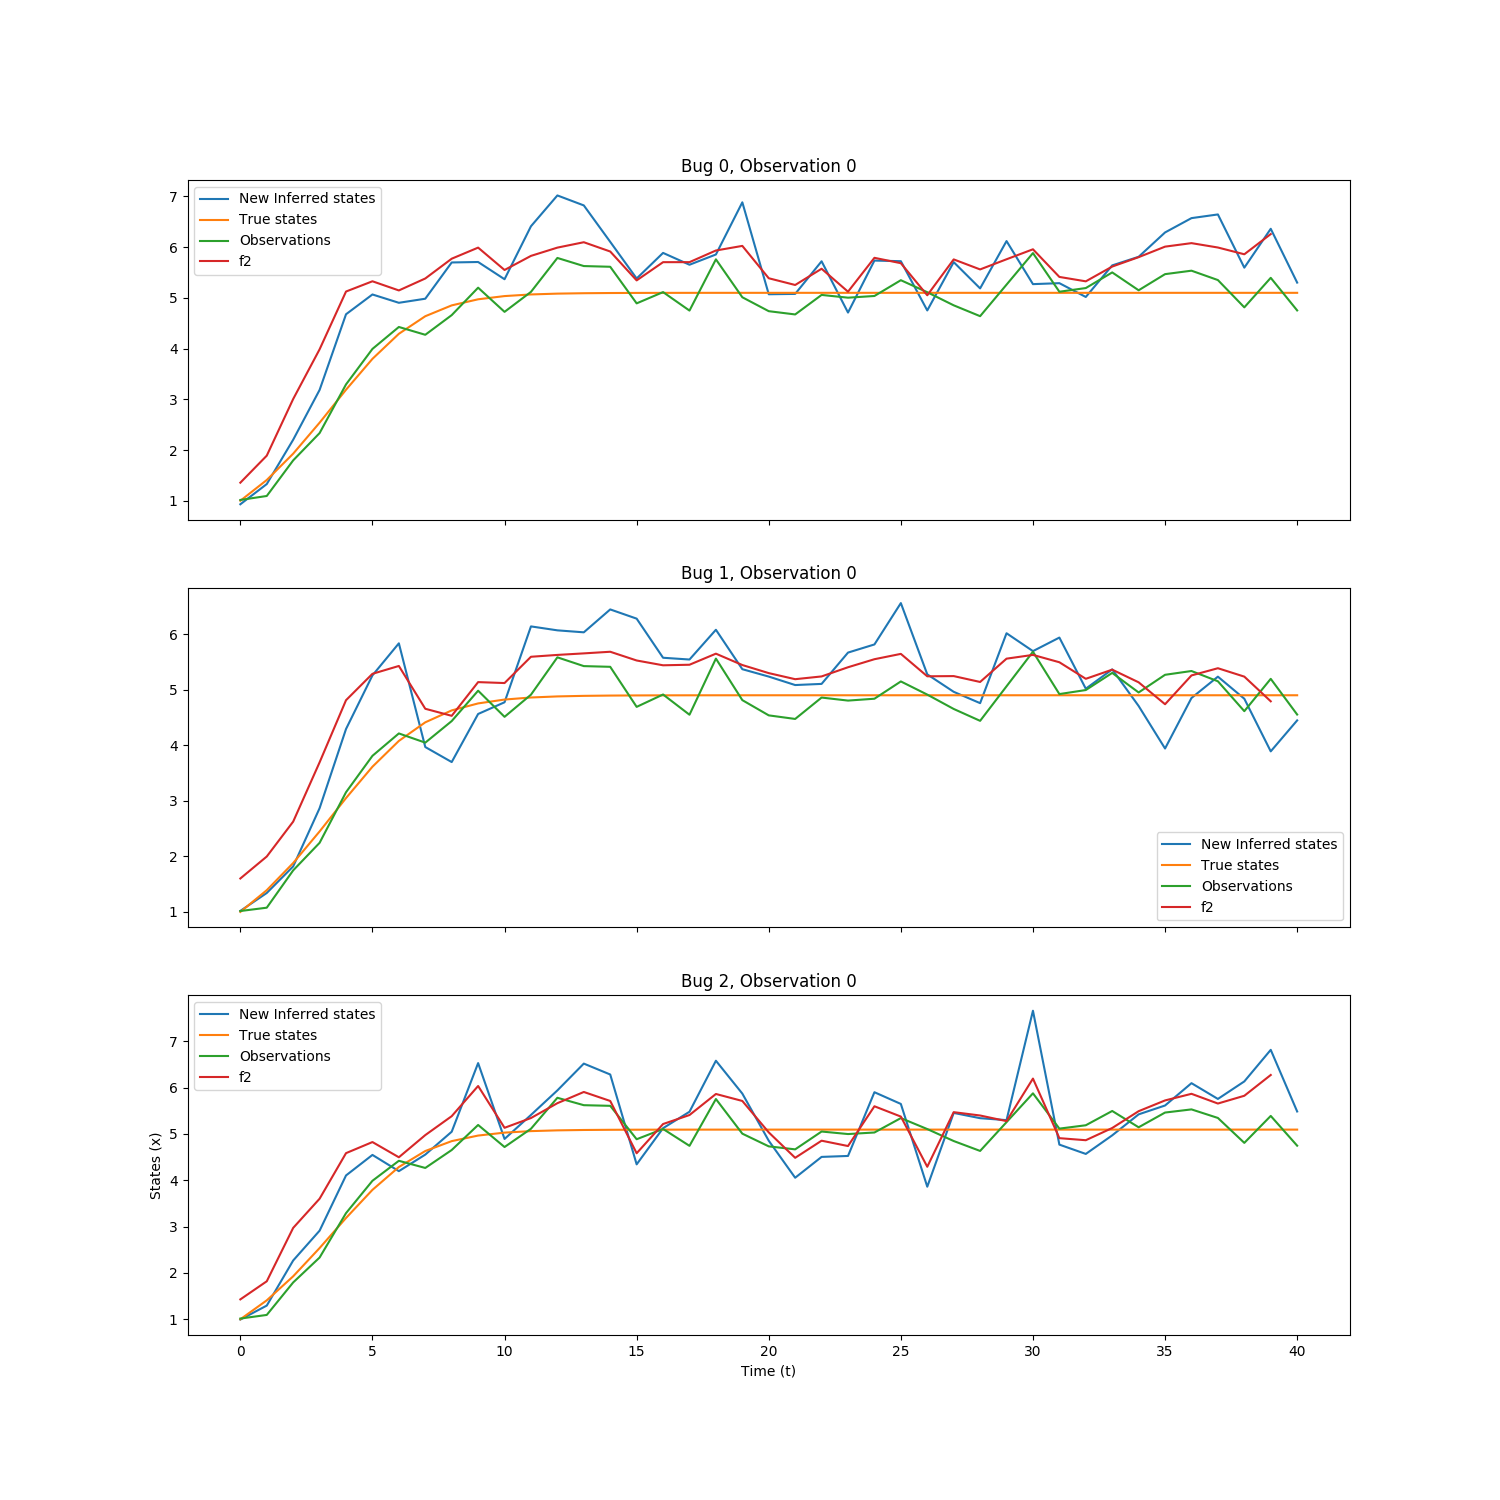 Bug 0, Observation 0
7
6
5
4
3
2
1
New Inferred states
True states
Observations
f2
Bug 1, Observation 0
6
5
4
3
2
1
New Inferred states
True states
Observations
f2
Bug 2, Observation 0
States (x)
7
6
5
4
3
2
1
New Inferred states
True states
Observations
f2
0 5 10 15 20 25 30 35 40
Time (t)